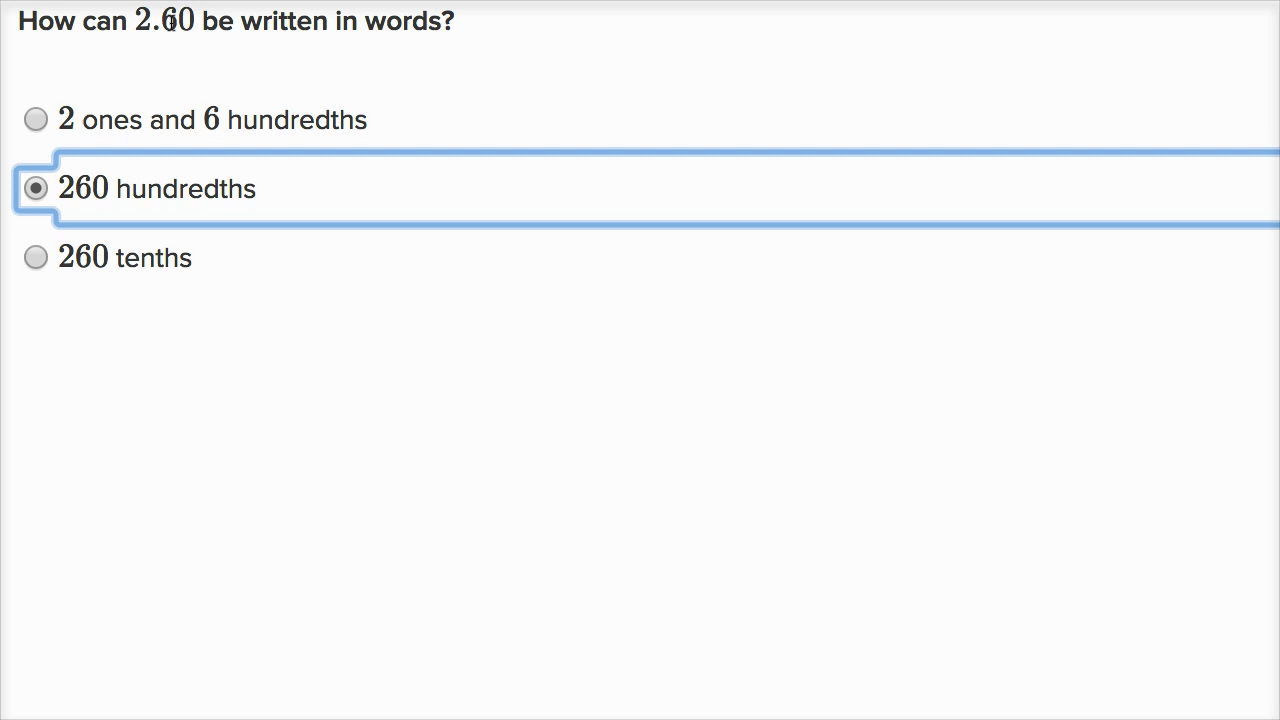 How can 2.60 be written in words?
2 ones and 6 hundredths
260 hundredths
260 tenths